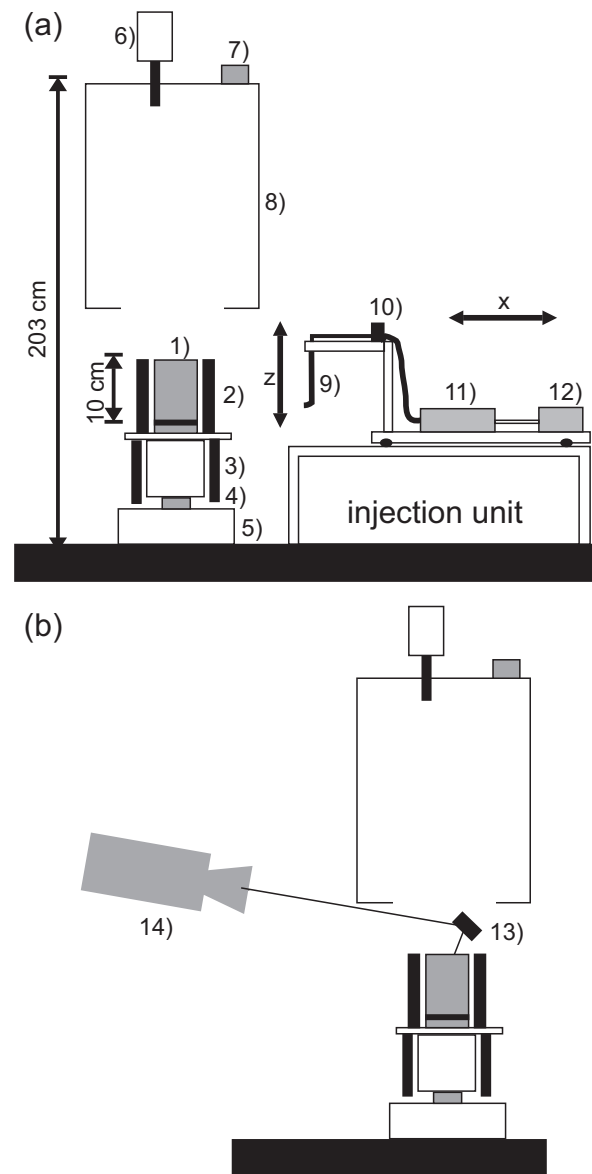 (a)
6)
7)
8)
203 cm
10 cm
1)
2)
3)
4)
5)
z
9)
10)
x
11)
12)
injection unit
(b)
14)
13)